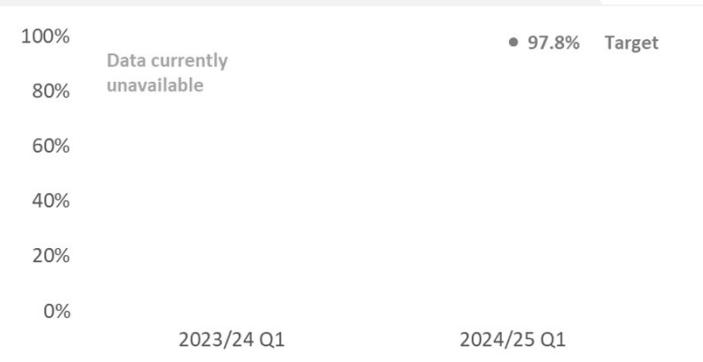 100%
97.8% Target
Data currently
unavailable
80%
60%
40%
20%
0%
2023/24 Q1 2024/25 Q1